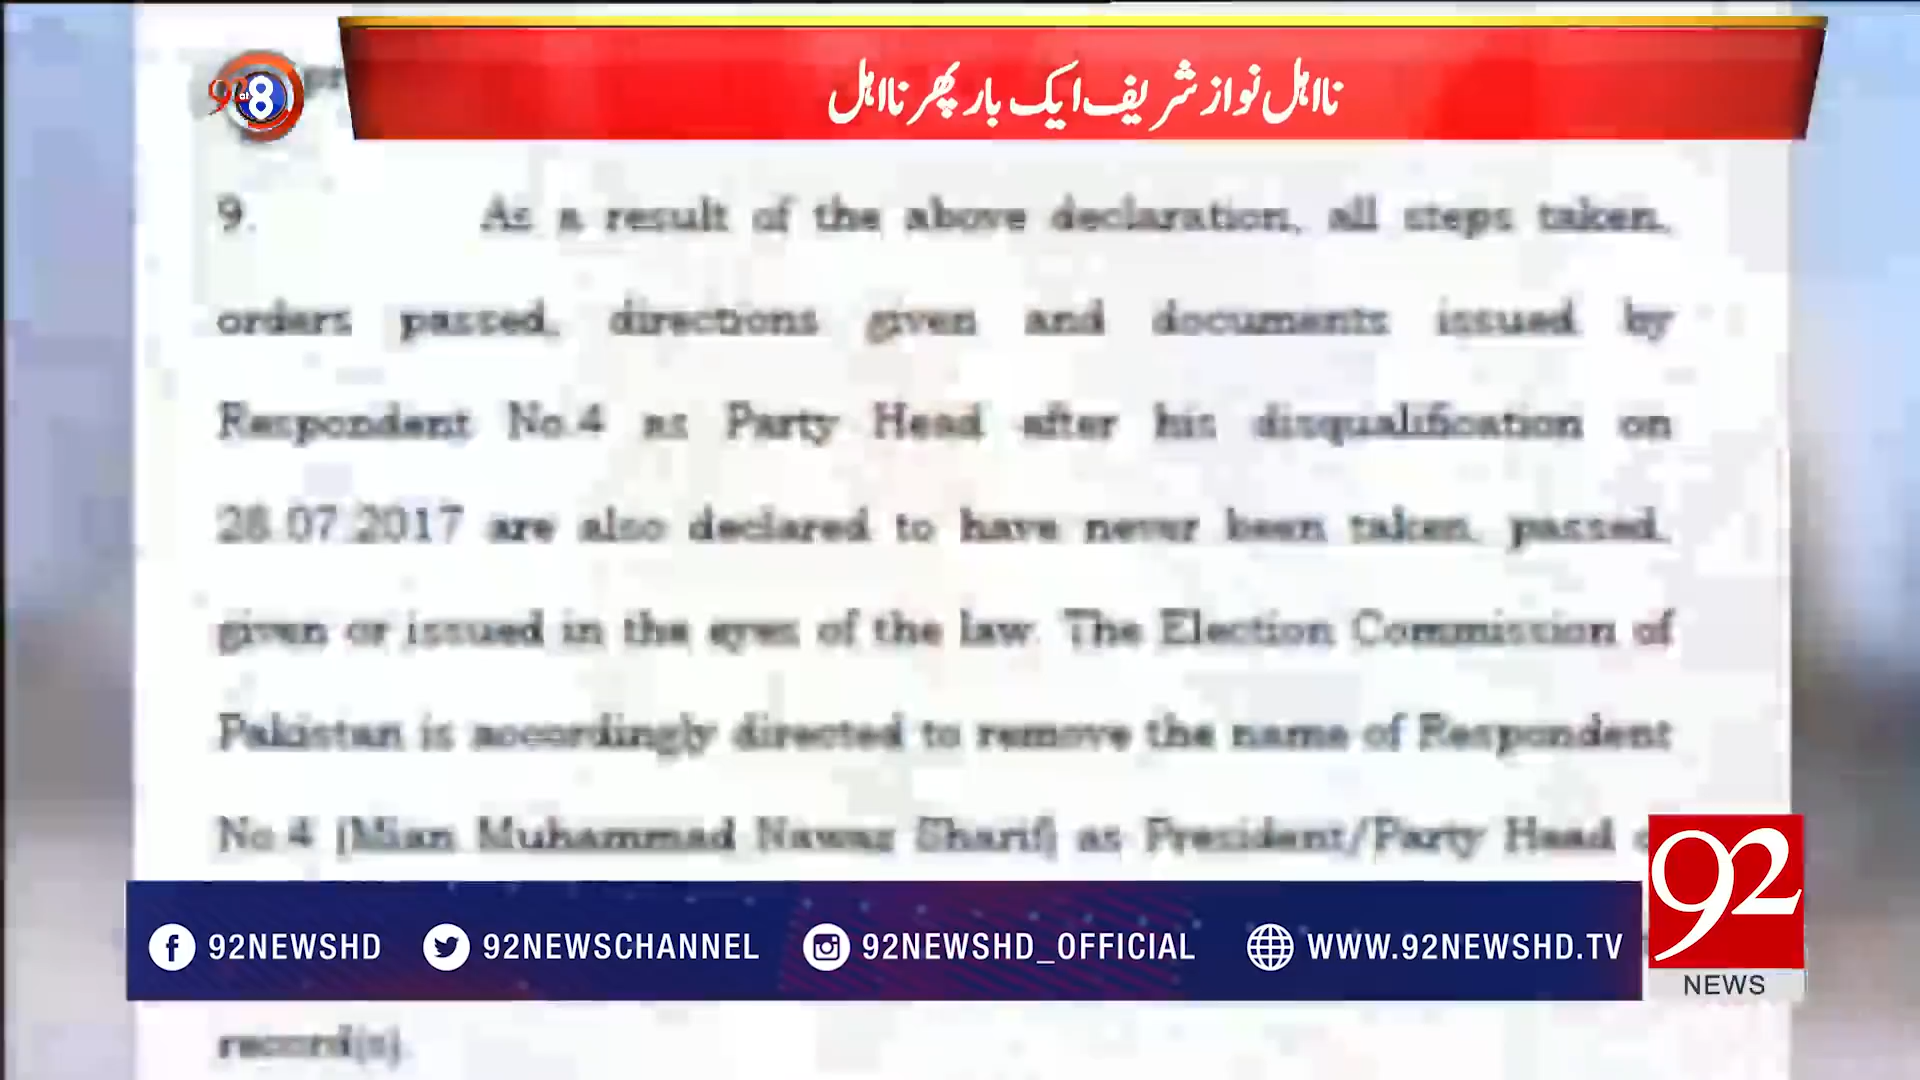 نااہل نواز شریف ایک بار پھر نااہل
92 at 8
9. As a result of the above declaration, all steps taken,
orders passed, directions given and documents issued by
Respondent No.4 as Party Head after his disqualification on
28.07.2017 are also declared to have never been taken, passed,
given or issued in the eyes of the law. The Election Commission of
Pakistan is accordingly directed to remove the name of Respondent
No.4 (Mian Muhammad Nawaz Sharif) as President/Party Head
92NEWSHD 92NEWSCHANNEL 92NEWSHD_OFFICIAL WWW.92NEWSHD.TV
92
NEWS
record(s).